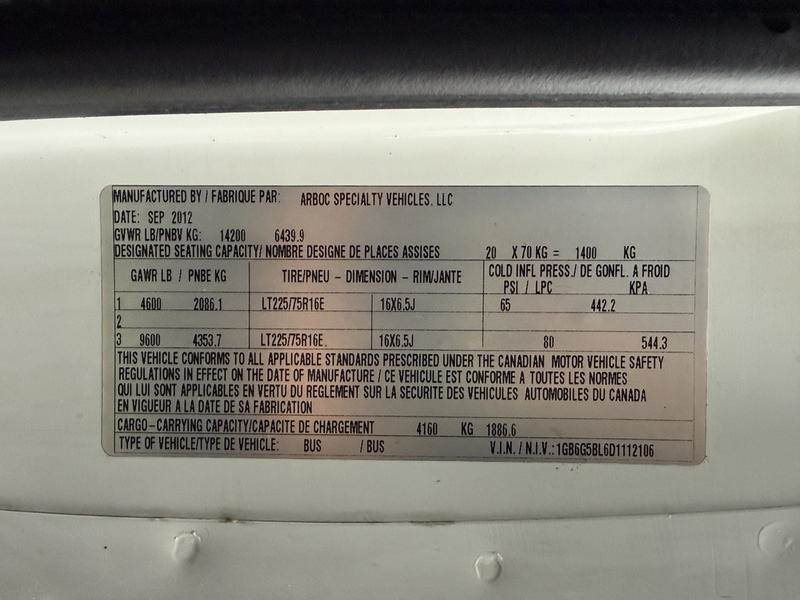 MANUFACTURED BY / FABRIQUE PAR: ARBOC SPECIALTY VEHICLES. LLC
DATE: SEP 2012
GVWR LB/PNBV KG: 14200 6439.9
DESIGNATED SEATING CAPACITY/ NOMBRE DESIGNE DE PLACES ASSISES 20 X 70 KG = 1400 KG
GAWR LB / PNBE KG TIRE/PNEU - DIMENSION - RIM/JANTE COLD INFL PRESS./ DE GONFL. A FROID
PSI / LPC KPA
1 4600 2086.1 LT225/75R16E 16X6.5J 65 442.2
2
3 9600 4353.7 LT225/75R16E. 16X6.5J 80 544.3
THIS VEHICLE CONFORMS TO ALL APPLICABLE STANDARDS PRESCRIBED UNDER THE CANADIAN MOTOR VEHICLE SAFETY
REGULATIONS IN EFFECT ON THE DATE OF MANUFACTURE / CE VEHICULE EST CONFORME A TOUTES LES NORMES
QUI LUI SONT APPLICABLES EN VERTU DU REGLEMENT SUR LA SECURITE DES VEHICULES AUTOMOBILES DU CANADA
EN VIGUEUR A LA DATE DE SA FABRICATION
CARGO-CARRYING CAPACITY/CAPACITE DE CHARGEMENT 4160 KG 1886.6
TYPE OF VEHICLE/TYPE DE VEHICLE: BUS / BUS V.I.N. / N.I.V.: 1GB6G5BL6D1112106